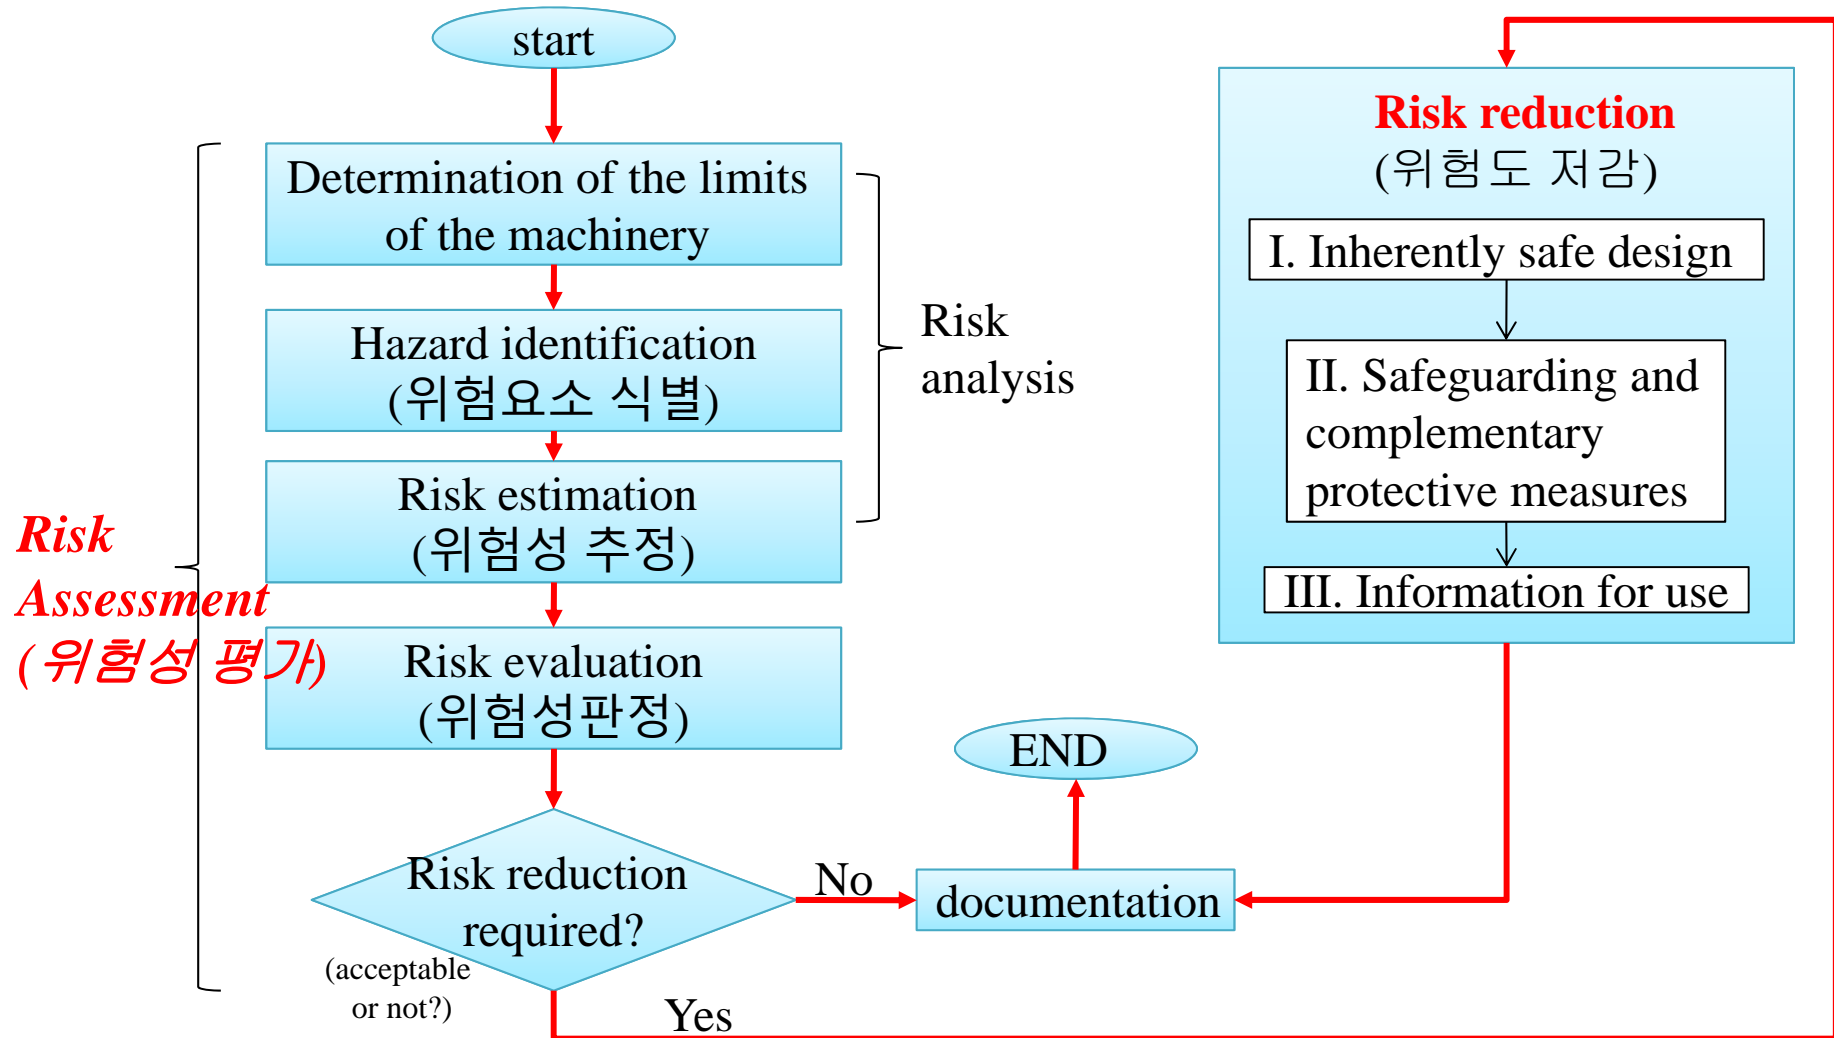 start
Determination of the limits
of the machinery
Hazard identification
(위험요소 식별)
Risk estimation
(위험성 추정)
Risk evaluation
(위험성판정)
Risk reduction
required?
(acceptable
or not?)
Risk
Assessment
(위험성 평가)
Risk
analysis
No
Yes
documentation
END
Risk reduction
(위험도 저감)
I. Inherently safe design
II. Safeguarding and
complementary
protective measures
III. Information for use